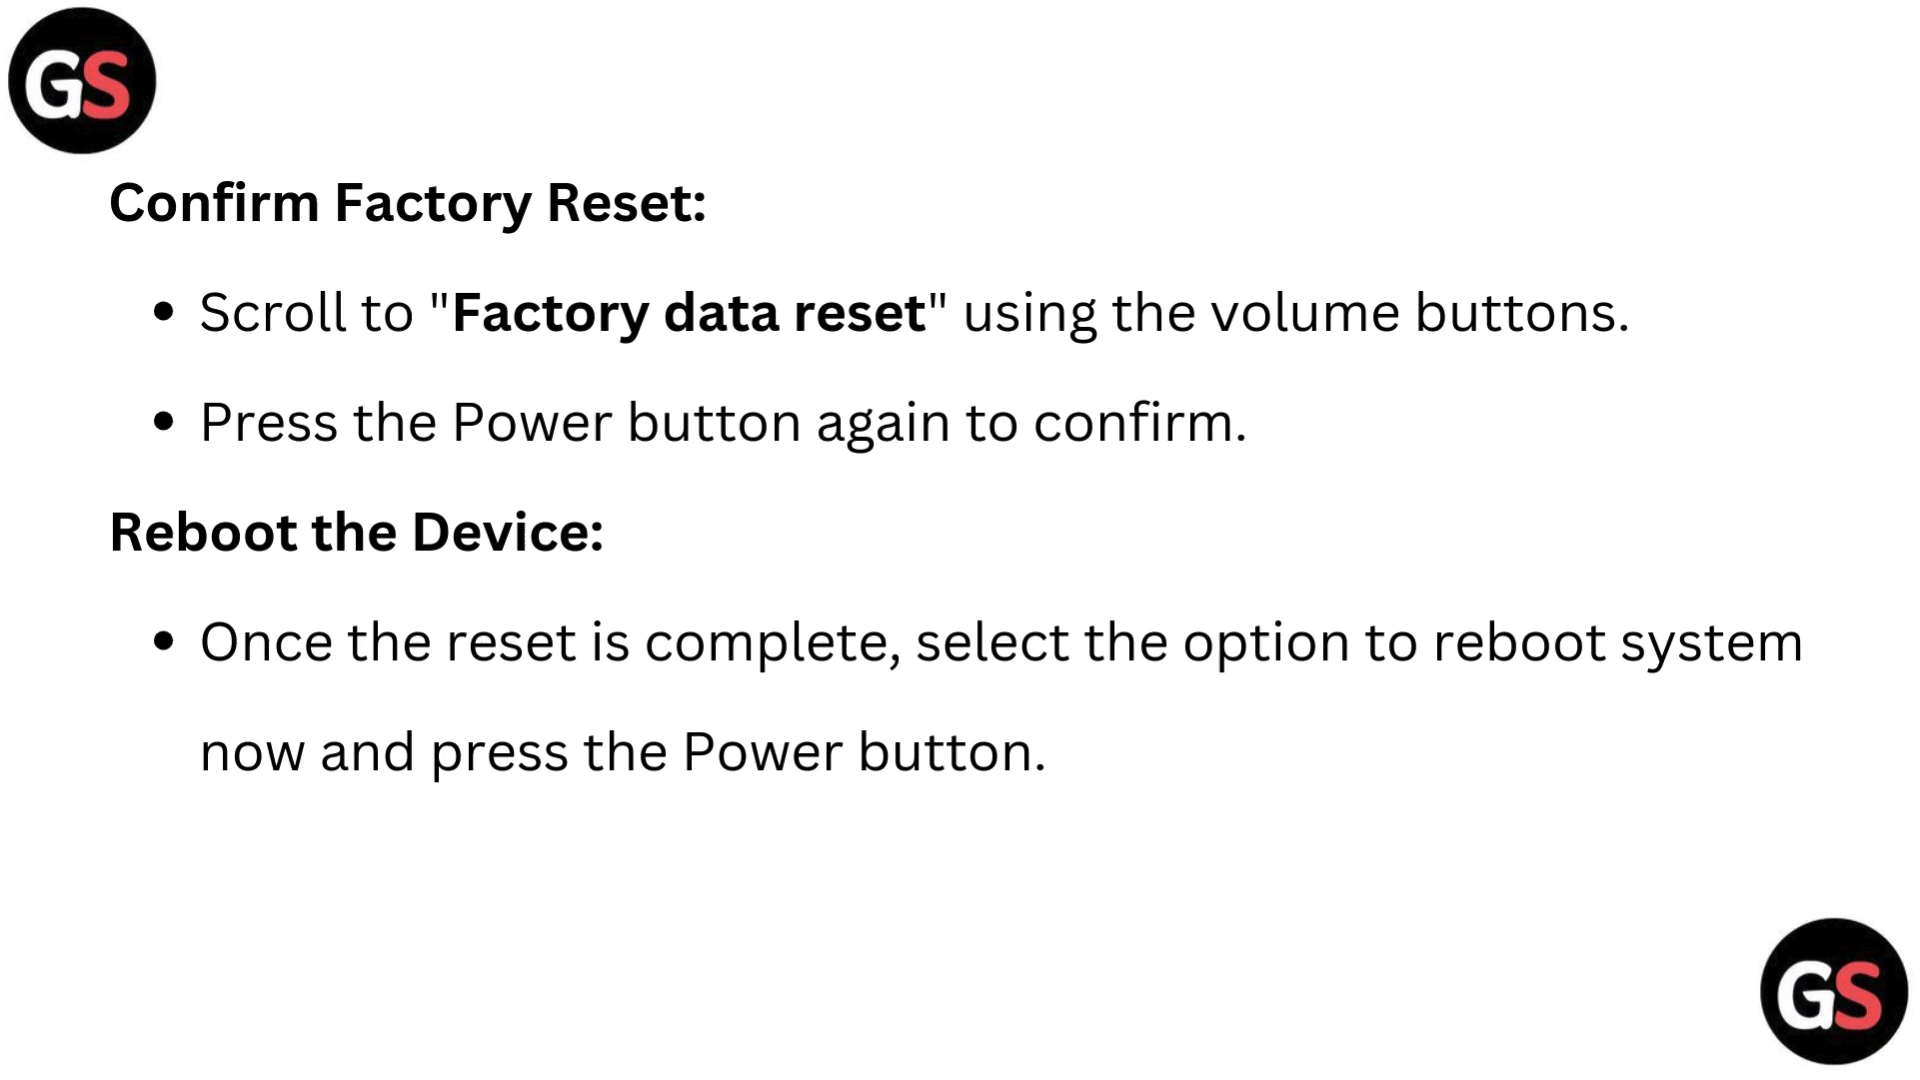 GS
Confirm Factory Reset:
• Scroll to "Factory data reset" using the volume buttons.
• Press the Power button again to confirm.
Reboot the Device:
• Once the reset is complete, select the option to reboot system
now and press the Power button.
GS